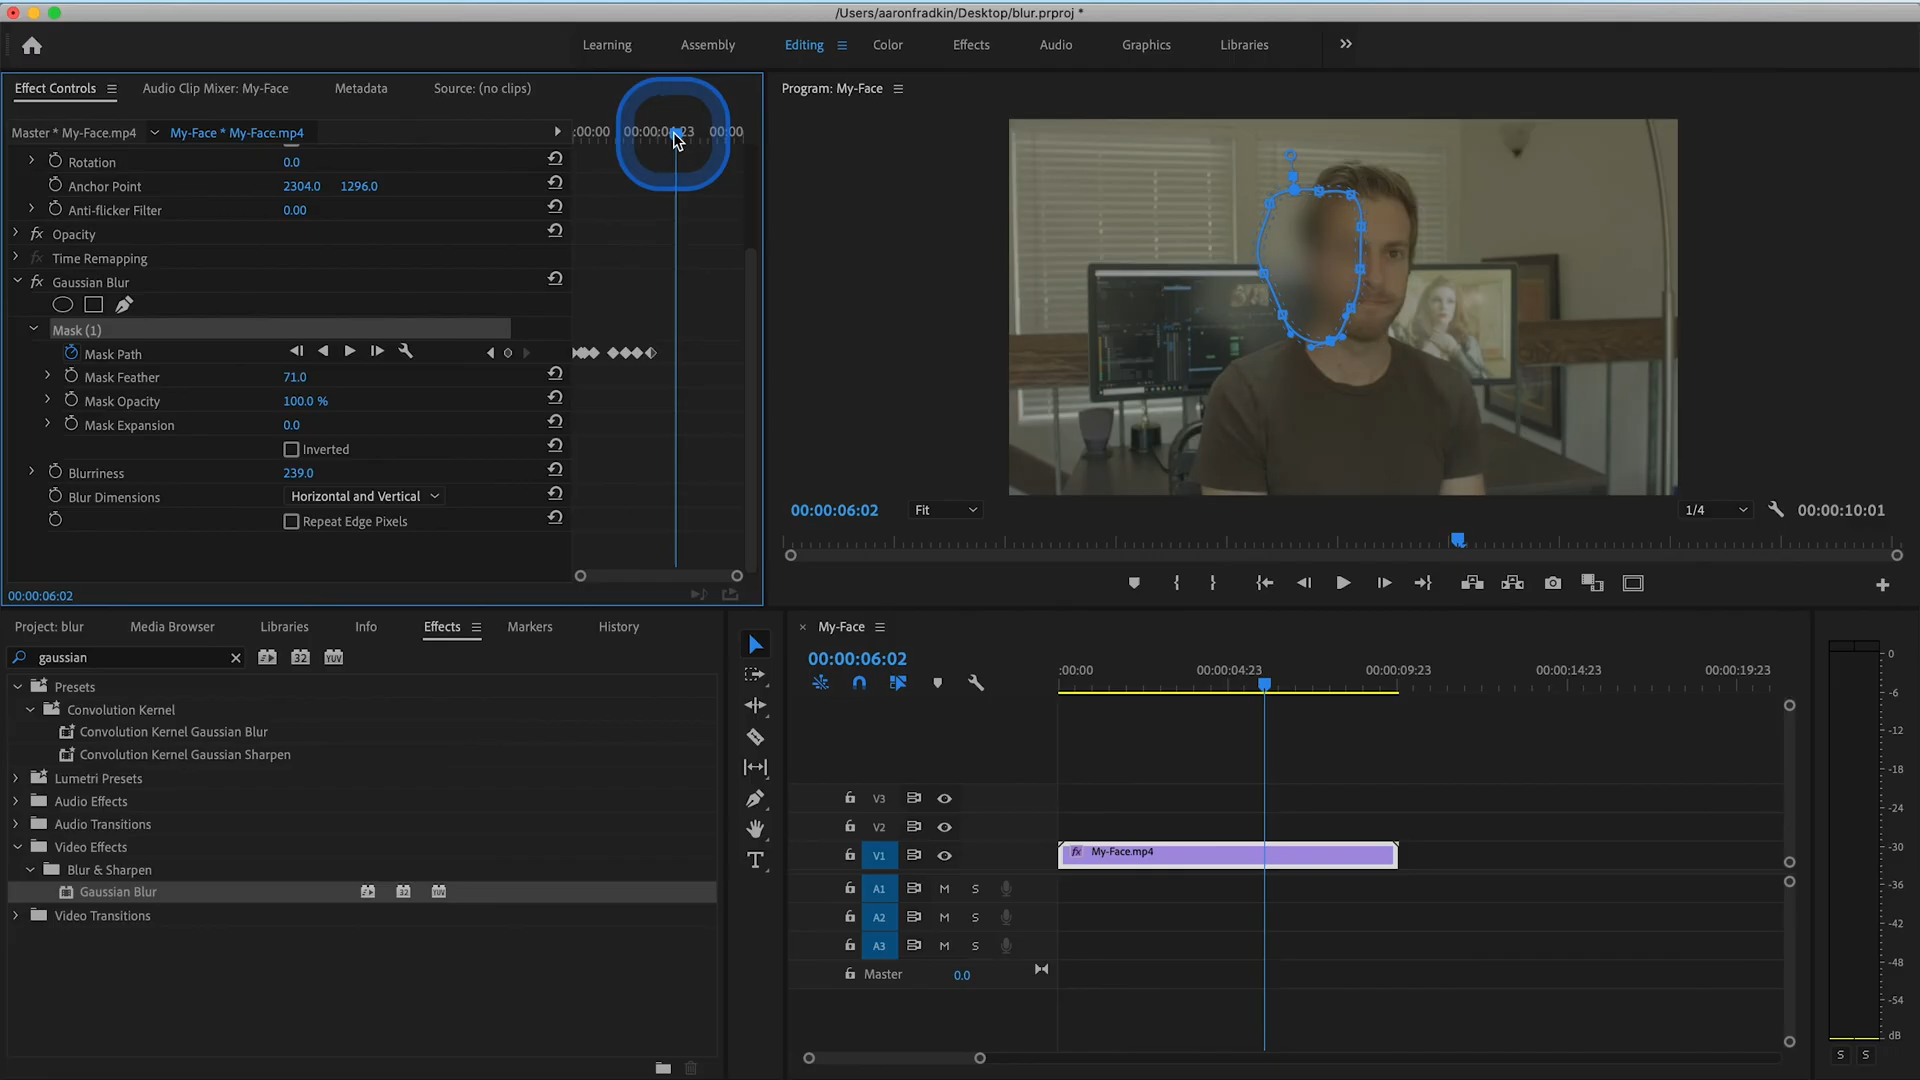 /Users/aaronfradkin/Desktop/blur.prproj *
Learning Assembly Editing Color Effects Audio Graphics Libraries
Effect Controls Audio Clip Mixer: My-Face Metadata Source: (no clips)
Master * My-Face.mp4 My-Face * My-Face.mp4
:00:00 00:00:04:23 00:00
Rotation 0.0
Anchor Point 2304.0 1296.0
Anti-flicker Filter 0.00
fx Opacity
fx Time Remapping
fx Gaussian Blur
Mask (1)
Mask Path
Mask Feather 71.0
Mask Opacity 100.0 %
Mask Expansion 0.0
Inverted
Blurriness 239.0
Blur Dimensions Horizontal and Vertical
Repeat Edge Pixels
00:00:06:02
Program: My-Face
00:00:06:02 Fit 1/4 00:00:10:01
Project: blur Media Browser Libraries Info Effects Markers History
gaussian 32 YUV
Presets
Convolution Kernel
Convolution Kernel Gaussian Blur
Convolution Kernel Gaussian Sharpen
Lumetri Presets
Audio Effects
Audio Transitions
Video Effects
Blur & Sharpen
Gaussian Blur 32 YUV
Video Transitions
× My-Face
00:00:06:02
:00:00 00:00:04:23 00:00:09:23 00:00:14:23 00:00:19:23
V3
V2
V1 fx My-Face.mp4
A1 M S
A2 M S
A3 M S
Master 0.0
0
-6
-12
-18
-24
-30
-36
-42
-48
-54
dB
S S